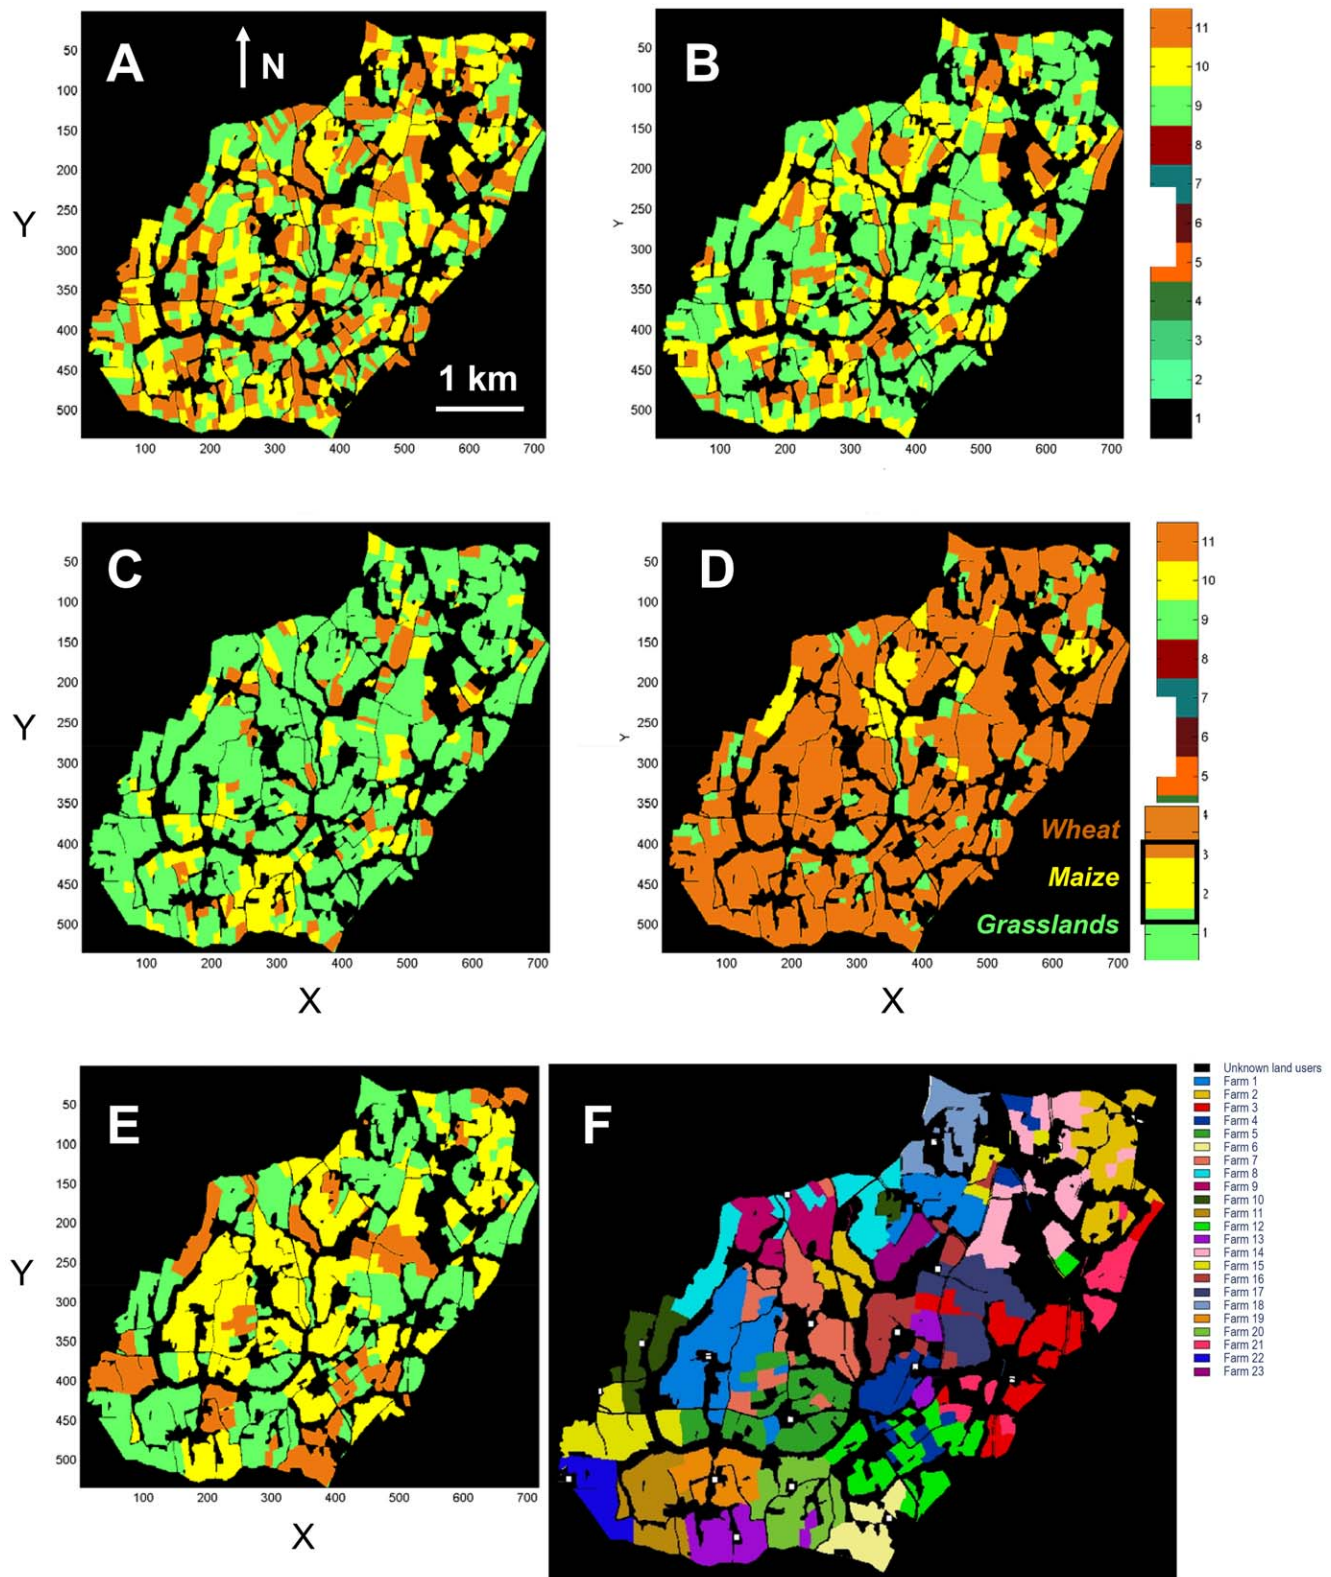 A
N
1 km
Y
50
100
150
200
250
300
350
400
450
500
100 200 300 400 500 600 700
B
Y
50
100
150
200
250
300
350
400
450
500
100 200 300 400 500 600 700
11
10
9
8
7
6
5
4
3
2
1
C
Y
50
100
150
200
250
300
350
400
450
500
100 200 300 400 500 600 700
X
D
Y
50
100
150
200
250
300
350
400
450
500
100 200 300 400 500 600 700
X
Wheat
Maize
Grasslands
11
10
9
8
7
6
5
4
3
2
1
E
Y
50
100
150
200
250
300
350
400
450
500
100 200 300 400 500 600 700
X
F
Unknown land users
Farm 1
Farm 2
Farm 3
Farm 4
Farm 5
Farm 6
Farm 7
Farm 8
Farm 9
Farm 10
Farm 11
Farm 12
Farm 13
Farm 14
Farm 15
Farm 16
Farm 17
Farm 18
Farm 19
Farm 20
Farm 21
Farm 22
Farm 23